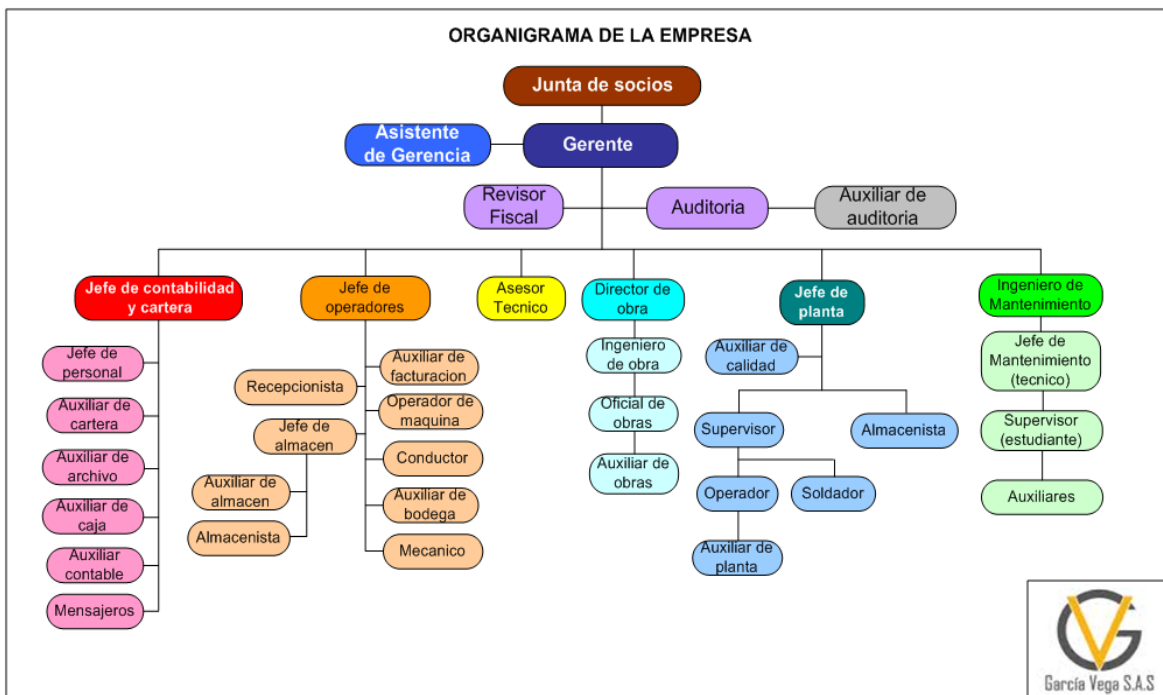 ORGANIGRAMA DE LA EMPRESA
Junta de socios
Asistente
de Gerencia
Gerente
Revisor
Fiscal
Auditoria
Auxiliar de
auditoria
Jefe de contabilidad
y cartera
Jefe de
personal
Auxiliar de
cartera
Auxiliar de
archivo
Auxiliar de
caja
Auxiliar
contable
Mensajeros
Jefe de
operadores
Recepcionista
Jefe de
almacen
Auxiliar de
almacen
Almacenista
Auxiliar de
facturacion
Operador de
maquina
Conductor
Auxiliar de
bodega
Mecanico
Asesor
Tecnico
Director de
obra
Ingeniero
de obra
Oficial de
obras
Auxiliar de
obras
Jefe de
planta
Auxiliar de
calidad
Supervisor
Almacenista
Operador
Soldador
Auxiliar de
planta
Ingeniero de
Mantenimiento
Jefe de
Mantenimiento
(tecnico)
Supervisor
(estudiante)
Auxiliares
VG
García Vega S.A.S